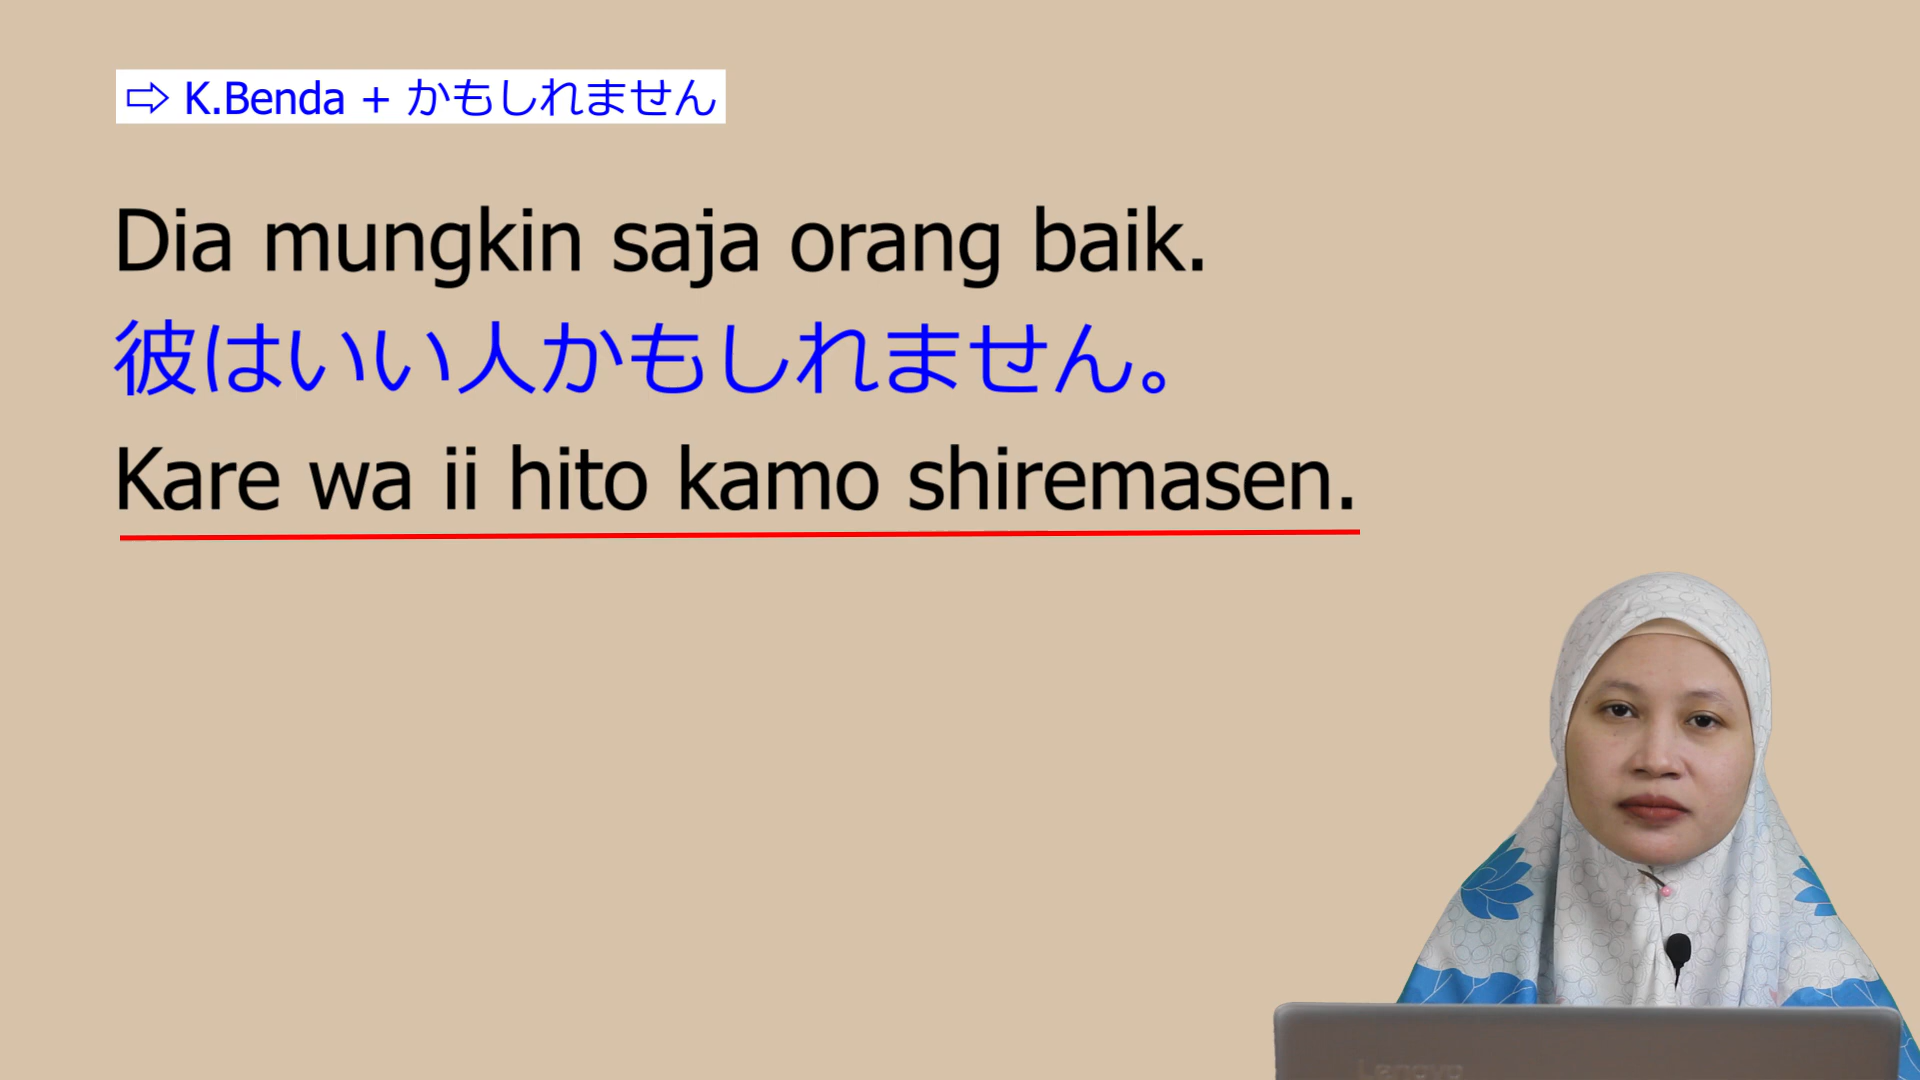 ⇨ K.Benda + かもしれません
Dia mungkin saja orang baik.
彼はいい人かもしれません。
Kare wa ii hito kamo shiremasen.
Lenovo